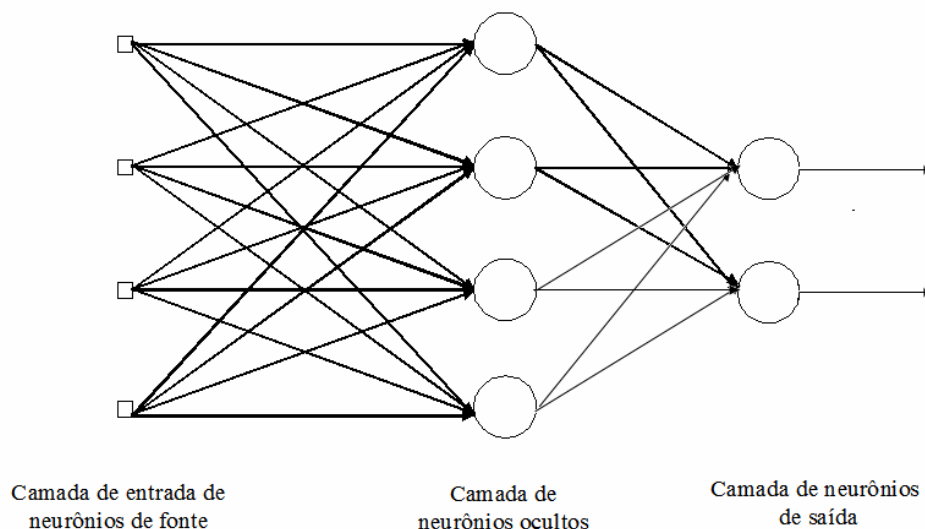 Camada de entrada de
neurônios de fonte
Camada de
neurônios ocultos
Camada de neurônios
de saída